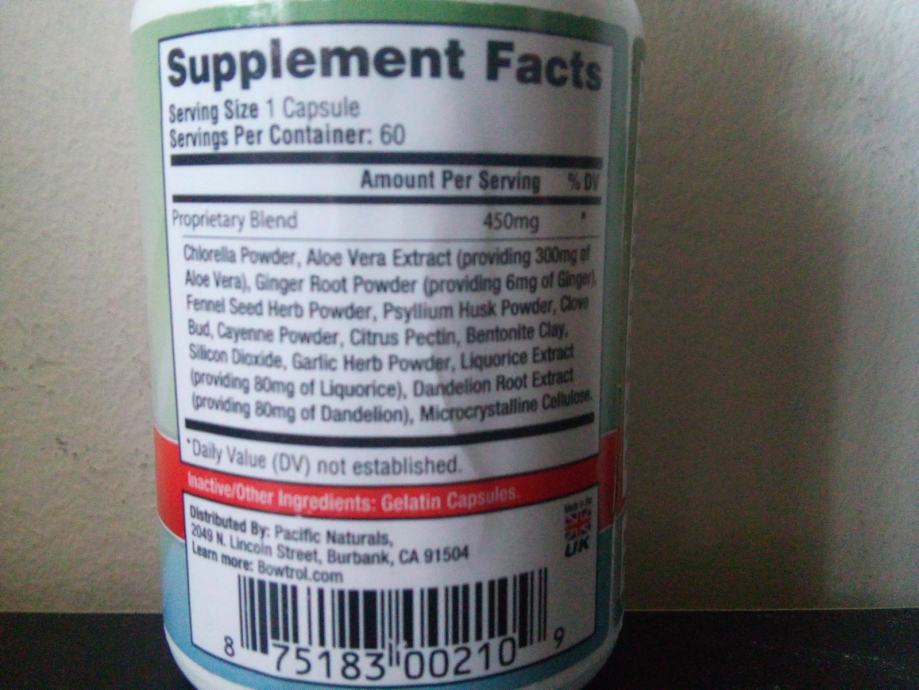 Supplement Facts
Serving Size 1 Capsule
Servings Per Container: 60
Amount Per Serving % DV
Proprietary Blend 450mg *
Chlorella Powder, Aloe Vera Extract (providing 300mg of
Aloe Vera), Ginger Root Powder (providing 6mg of Ginger),
Fennel Seed Herb Powder, Psyllium Husk Powder, Clove
Bud, Cayenne Powder, Citrus Pectin, Bentonite Clay,
Silicon Dioxide, Garlic Herb Powder, Liquorice Extract
(providing 80mg of Liquorice), Dandelion Root Extract
(providing 80mg of Dandelion), Microcrystalline Cellulose.
*Daily Value (DV) not established.
Inactive/Other Ingredients: Gelatin Capsules.
Distributed By: Pacific Naturals,
2049 N. Lincoln Street, Burbank, CA 91504
Learn more: Bowtrol.com
Made in the
UK
8 75183 00210 9